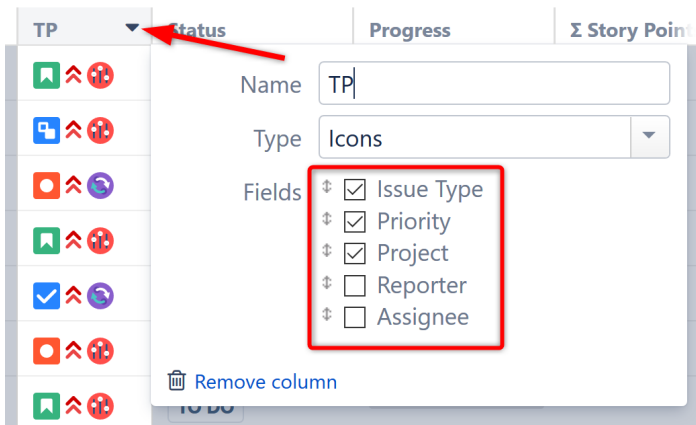 TP Status Progress Σ Story Point
Name TP
Type Icons
Fields Issue Type
Priority
Project
Reporter
Assignee
Remove column
TO DO